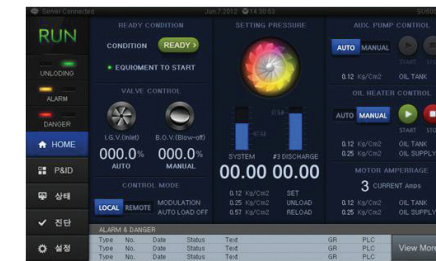 Server Connected
Jun.7.2012 14:50:63
RUN
UNLODING
ALARM
DANGER
HOME
P&ID
상태
진단
설정
READY CONDITION
CONDITION READY
EQUIOMENT TO START
VALVE CONTROL
I.G.V.(Inlet) B.O.V.(Blow-off)
000.0% 000.0%
AUTO MANUAL
CONTROL MODE
LOCAL REMOTE
MODULATION
AUTO LOAD OFF
SETTING PRESSURE
SYSTEM #3 DISCHARGE
00.00 00.00
0.12 Kg/Cm2 SET
0.25 Kg/Cm2 UNLOAD
0.57 Kg/Cm2 RELOAD
AUX.PUMP CONTROL
AUTO MANUAL
START
0.12 Kg/Cm2 OIL TANK
OIL HEATER CONTROL
AUTO MANUAL
START
0.12 Kg/Cm2 OIL TANK
0.25 Kg/Cm2 OIL SUPPLY
MOTOR AMPERRAGE
3 CURRENT Amps
0.12 Kg/Cm2 OIL TANK
0.25 Kg/Cm2 OIL SUPPLY
ALARM & DANGER
Type No. Date Status Text GR PLC
Type No. Date Status Text GR PLC
Type No. Date Status Text GR PLC
View More